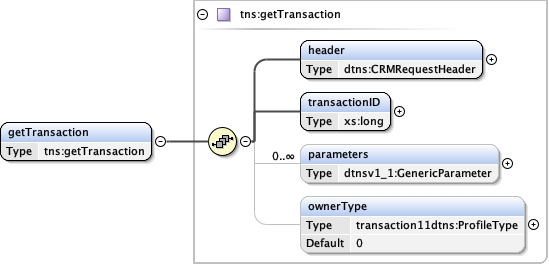 tns:getTransaction
header
Type dtns:CRMRequestHeader
transactionID
Type xs:long
getTransaction
Type tns:getTransaction
0..∞
parameters
Type dtnsv1_1:GenericParameter
ownerType
Type transaction11dtns:ProfileType
Default 0